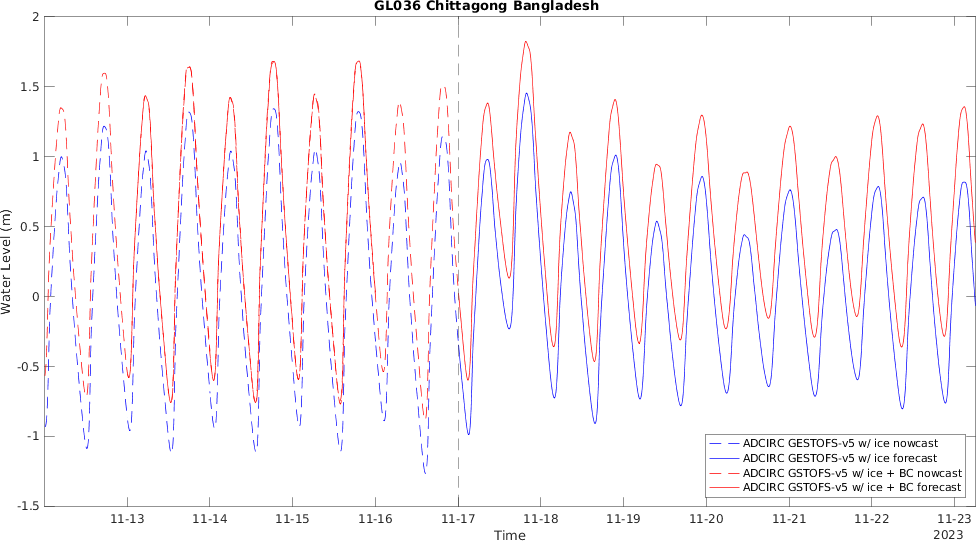 GL036 Chittagong Bangladesh
2
1.5
1
0.5
0
-0.5
-1
-1.5
Water Level (m)
11-13 11-14 11-15 11-16 11-17 11-18 11-19 11-20 11-21 11-22 11-23
Time
2023
ADCIRC GESTOFS-v5 w/ ice nowcast
ADCIRC GESTOFS-v5 w/ ice forecast
ADCIRC GSTOFS-v5 w/ ice + BC nowcast
ADCIRC GSTOFS-v5 w/ ice + BC forecast